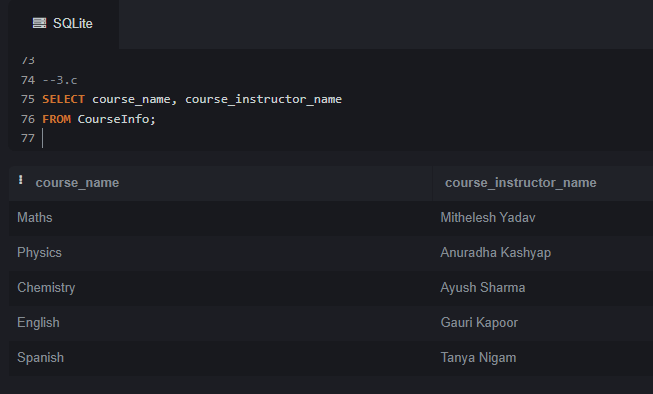 SQLite
73
74 --3.c
75 SELECT course_name, course_instructor_name
76 FROM CourseInfo;
77
course_name course_instructor_name
Maths Mithelesh Yadav
Physics Anuradha Kashyap
Chemistry Ayush Sharma
English Gauri Kapoor
Spanish Tanya Nigam